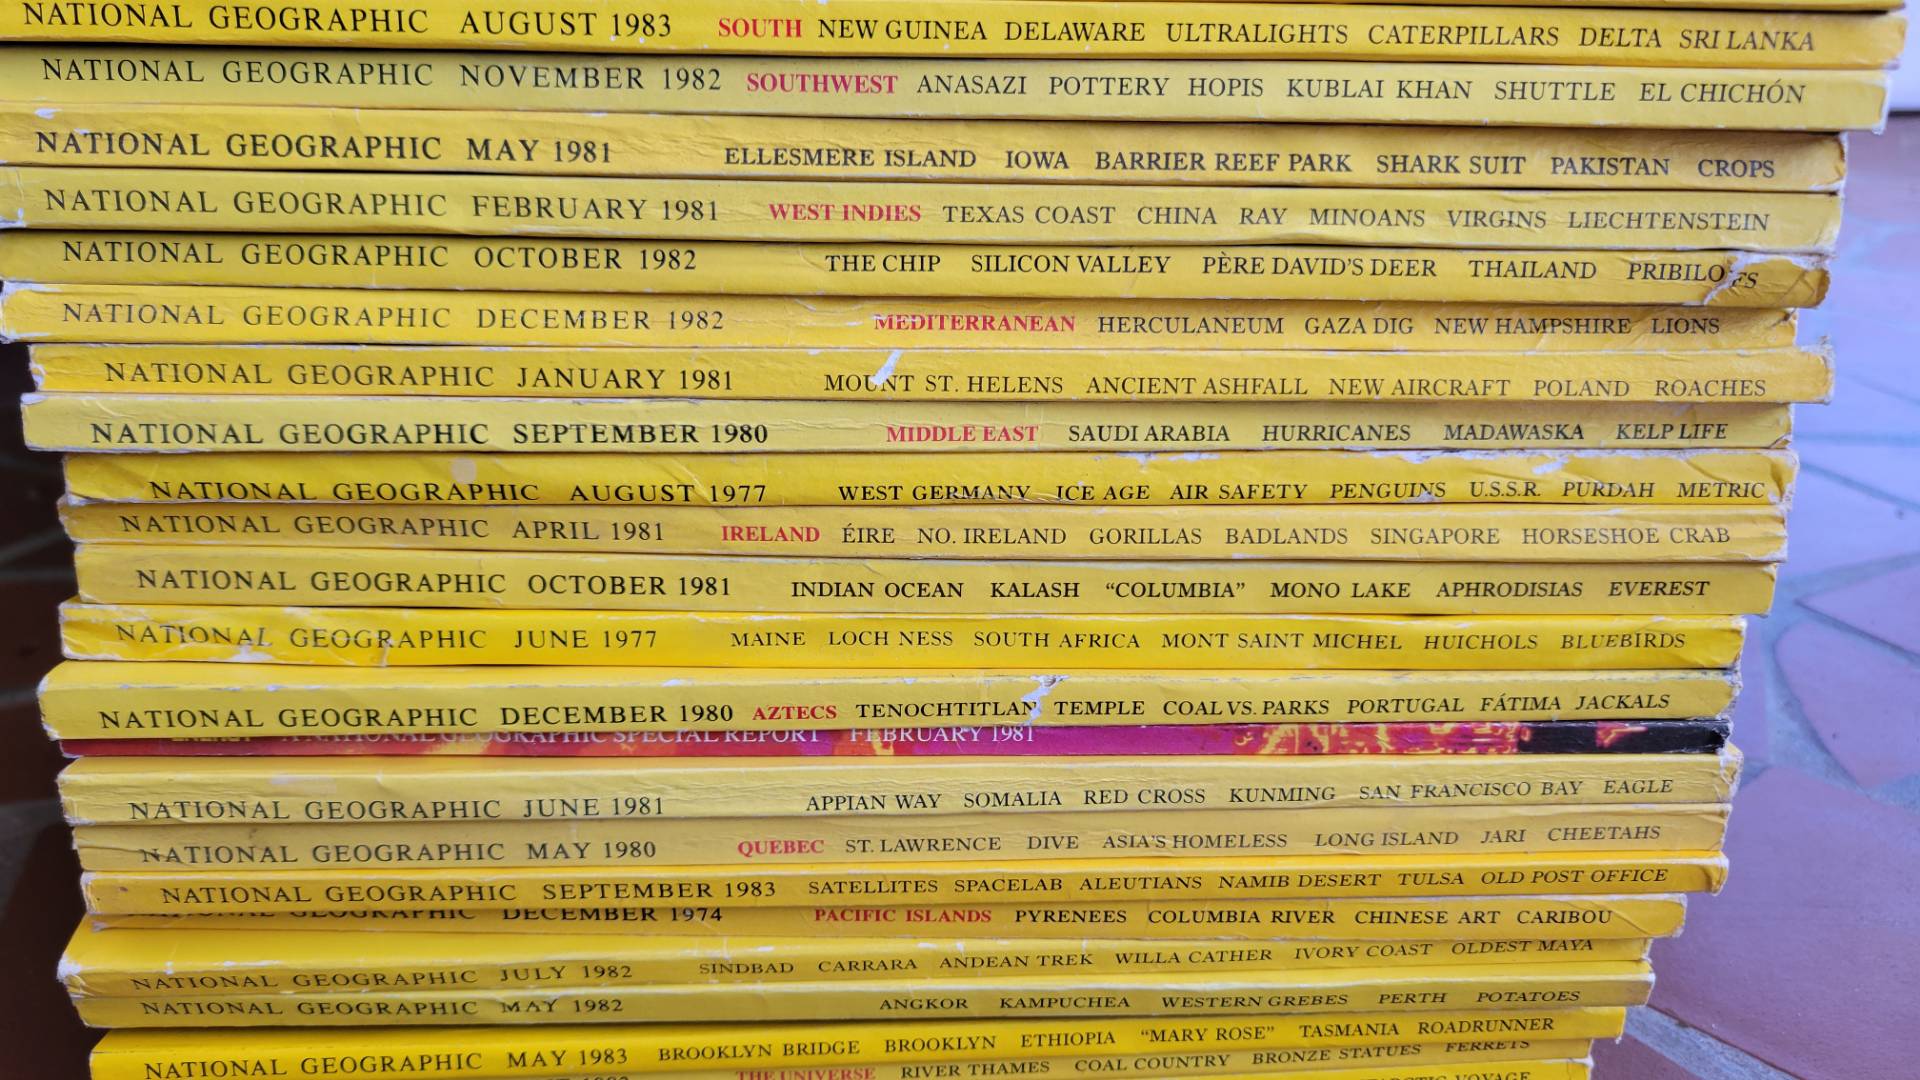 NATIONAL GEOGRAPHIC AUGUST 1983 SOUTH NEW GUINEA DELAWARE ULTRALIGHTS CATERPILLARS DELTA SRI LANKA
NATIONAL GEOGRAPHIC NOVEMBER 1982 SOUTHWEST ANASAZI POTTERY HOPIS KUBLAI KHAN SHUTTLE EL CHICHÓN
NATIONAL GEOGRAPHIC MAY 1981 ELLESMERE ISLAND IOWA BARRIER REEF PARK SHARK SUIT PAKISTAN CROPS
NATIONAL GEOGRAPHIC FEBRUARY 1981 WEST INDIES TEXAS COAST CHINA RAY MINOANS VIRGINS LIECHTENSTEIN
NATIONAL GEOGRAPHIC OCTOBER 1982 THE CHIP SILICON VALLEY PÈRE DAVID'S DEER THAILAND PRIBILOFS
NATIONAL GEOGRAPHIC DECEMBER 1982 MEDITERRANEAN HERCULANEUM GAZA DIG NEW HAMPSHIRE LIONS
NATIONAL GEOGRAPHIC JANUARY 1981 MOUNT ST. HELENS ANCIENT ASHFALL NEW AIRCRAFT POLAND ROACHES
NATIONAL GEOGRAPHIC SEPTEMBER 1980 MIDDLE EAST SAUDI ARABIA HURRICANES MADAWASKA KELP LIFE
NATIONAL GEOGRAPHIC AUGUST 1977 WEST GERMANY ICE AGE AIR SAFETY PENGUINS U.S.S.R. PURDAH METRIC
NATIONAL GEOGRAPHIC APRIL 1981 IRELAND ÉIRE NO. IRELAND GORILLAS BADLANDS SINGAPORE HORSESHOE CRAB
NATIONAL GEOGRAPHIC OCTOBER 1981 INDIAN OCEAN KALASH “COLUMBIA” MONO LAKE APHRODISIAS EVEREST
NATIONAL GEOGRAPHIC JUNE 1977 MAINE LOCH NESS SOUTH AFRICA MONT SAINT MICHEL HUICHOLS BLUEBIRDS
NATIONAL GEOGRAPHIC DECEMBER 1980 AZTECS TENOCHTITLAN TEMPLE COAL VS. PARKS PORTUGAL FÁTIMA JACKALS
ENERGY A NATIONAL GEOGRAPHIC SPECIAL REPORT FEBRUARY 1981
NATIONAL GEOGRAPHIC JUNE 1981 APPIAN WAY SOMALIA RED CROSS KUNMING SAN FRANCISCO BAY EAGLE
NATIONAL GEOGRAPHIC MAY 1980 QUEBEC ST. LAWRENCE DIVE ASIA'S HOMELESS LONG ISLAND JARI CHEETAHS
NATIONAL GEOGRAPHIC SEPTEMBER 1983 SATELLITES SPACELAB ALEUTIANS NAMIB DESERT TULSA OLD POST OFFICE
NATIONAL GEOGRAPHIC DECEMBER 1974 PACIFIC ISLANDS PYRENEES COLUMBIA RIVER CHINESE ART CARIBOU
NATIONAL GEOGRAPHIC JULY 1982 SINDBAD CARRARA ANDEAN TREK WILLA CATHER IVORY COAST OLDEST MAYA
NATIONAL GEOGRAPHIC MAY 1982 ANGKOR KAMPUCHEA WESTERN GREBES PERTH POTATOES
NATIONAL GEOGRAPHIC MAY 1983 BROOKLYN BRIDGE BROOKLYN ETHIOPIA “MARY ROSE” TASMANIA ROADRUNNER
THE UNIVERSE RIVER THAMES COAL COUNTRY BRONZE STATUES FERRETS
VOYAGE